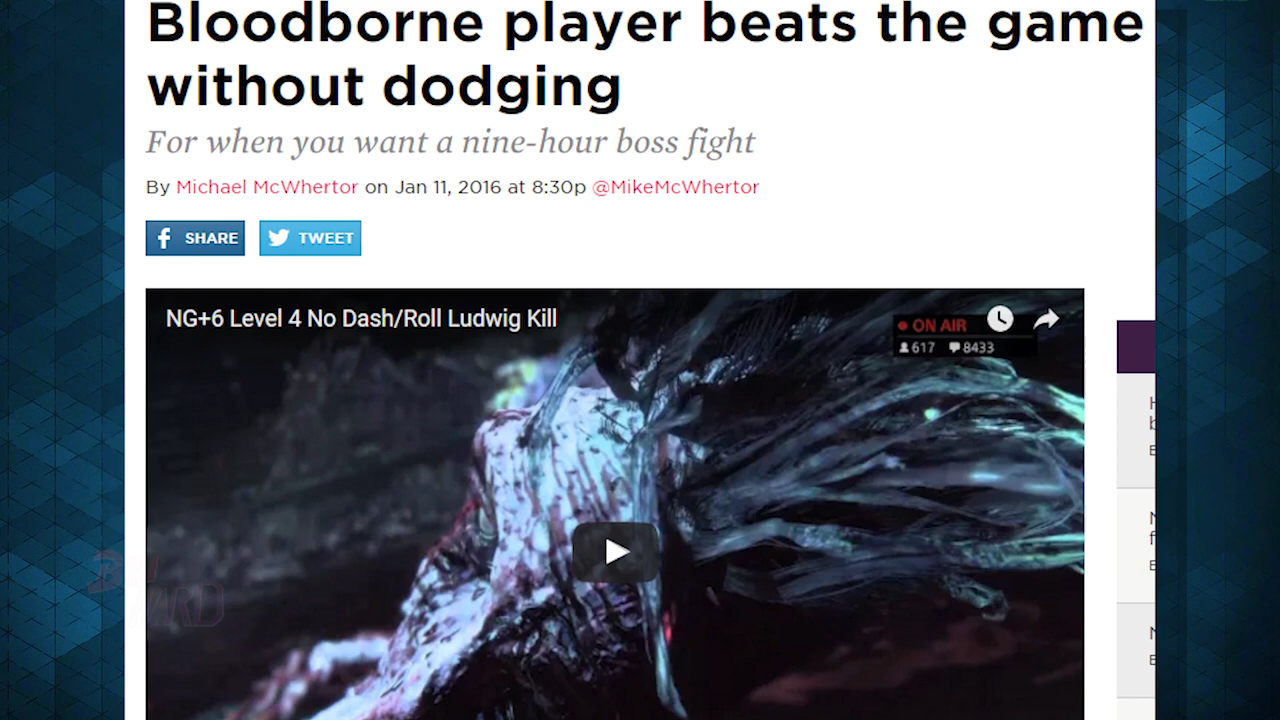 Bloodborne player beats the game
without dodging
For when you want a nine-hour boss fight
By Michael McWhertor on Jan 11, 2016 at 8:30p @MikeMcWhertor
SHARE TWEET
NG+6 Level 4 No Dash/Roll Ludwig Kill
ON AIR
617 8433